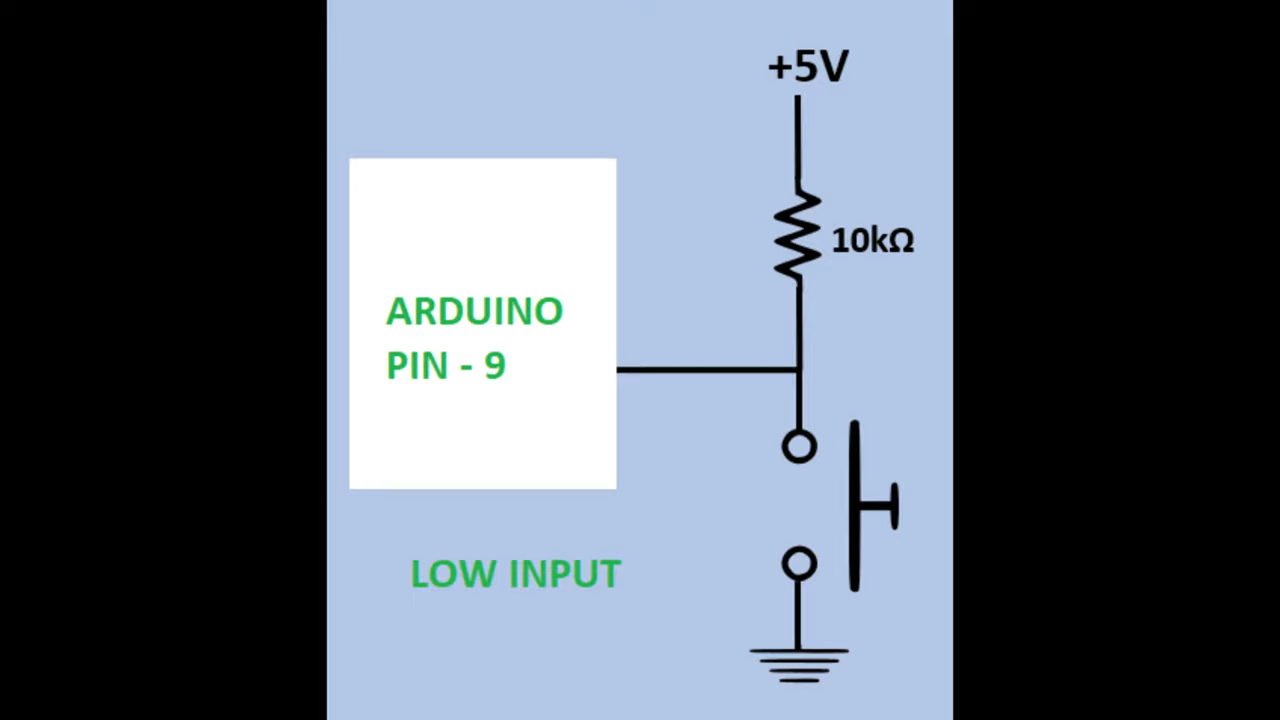 +5V
10kΩ
ARDUINO
PIN - 9
LOW INPUT